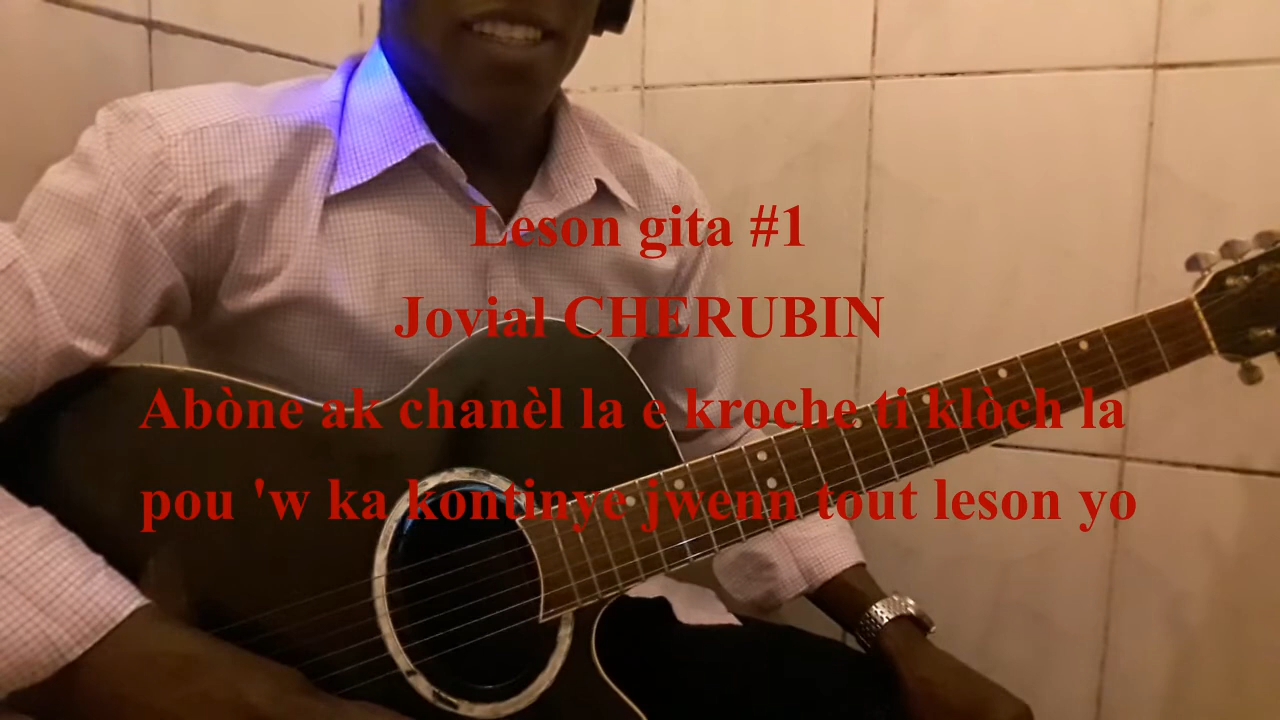 Leson gita #1
Jovial CHERUBIN
Abòne ak chanèl la e kroche ti klòch la
pou 'w ka kontinye jwenn tout leson yo